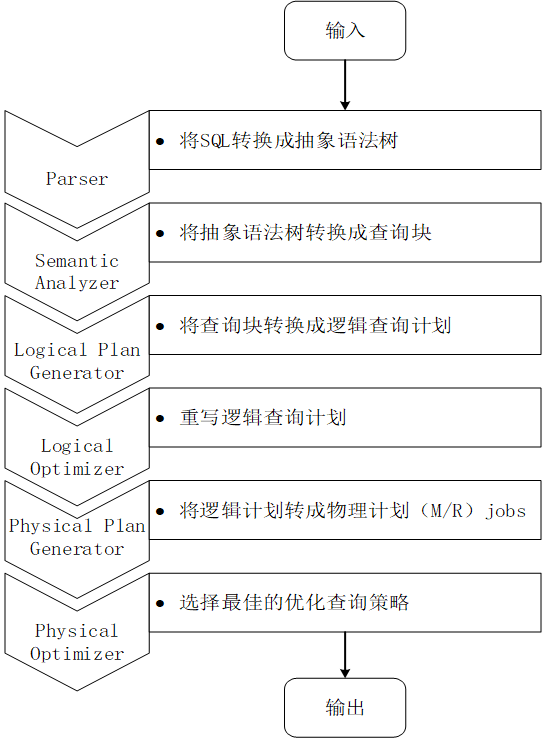 输入
● 将SQL转换成抽象语法树
Parser
● 将抽象语法树转换成查询块
Semantic
Analyzer
● 将查询块转换成逻辑查询计划
Logical Plan
Generator
● 重写逻辑查询计划
Logical
Optimizer
● 将逻辑计划转成物理计划（M/R）jobs
Physical Plan
Generator
● 选择最佳的优化查询策略
Physical
Optimizer
输出